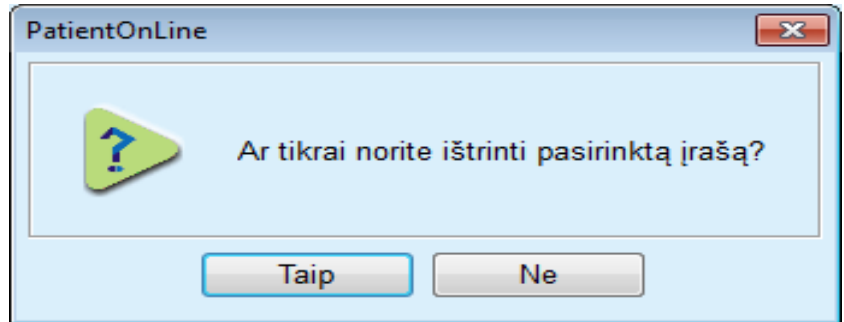 PatientOnLine
Ar tikrai norite ištrinti pasirinktą įrašą?
Taip
Ne